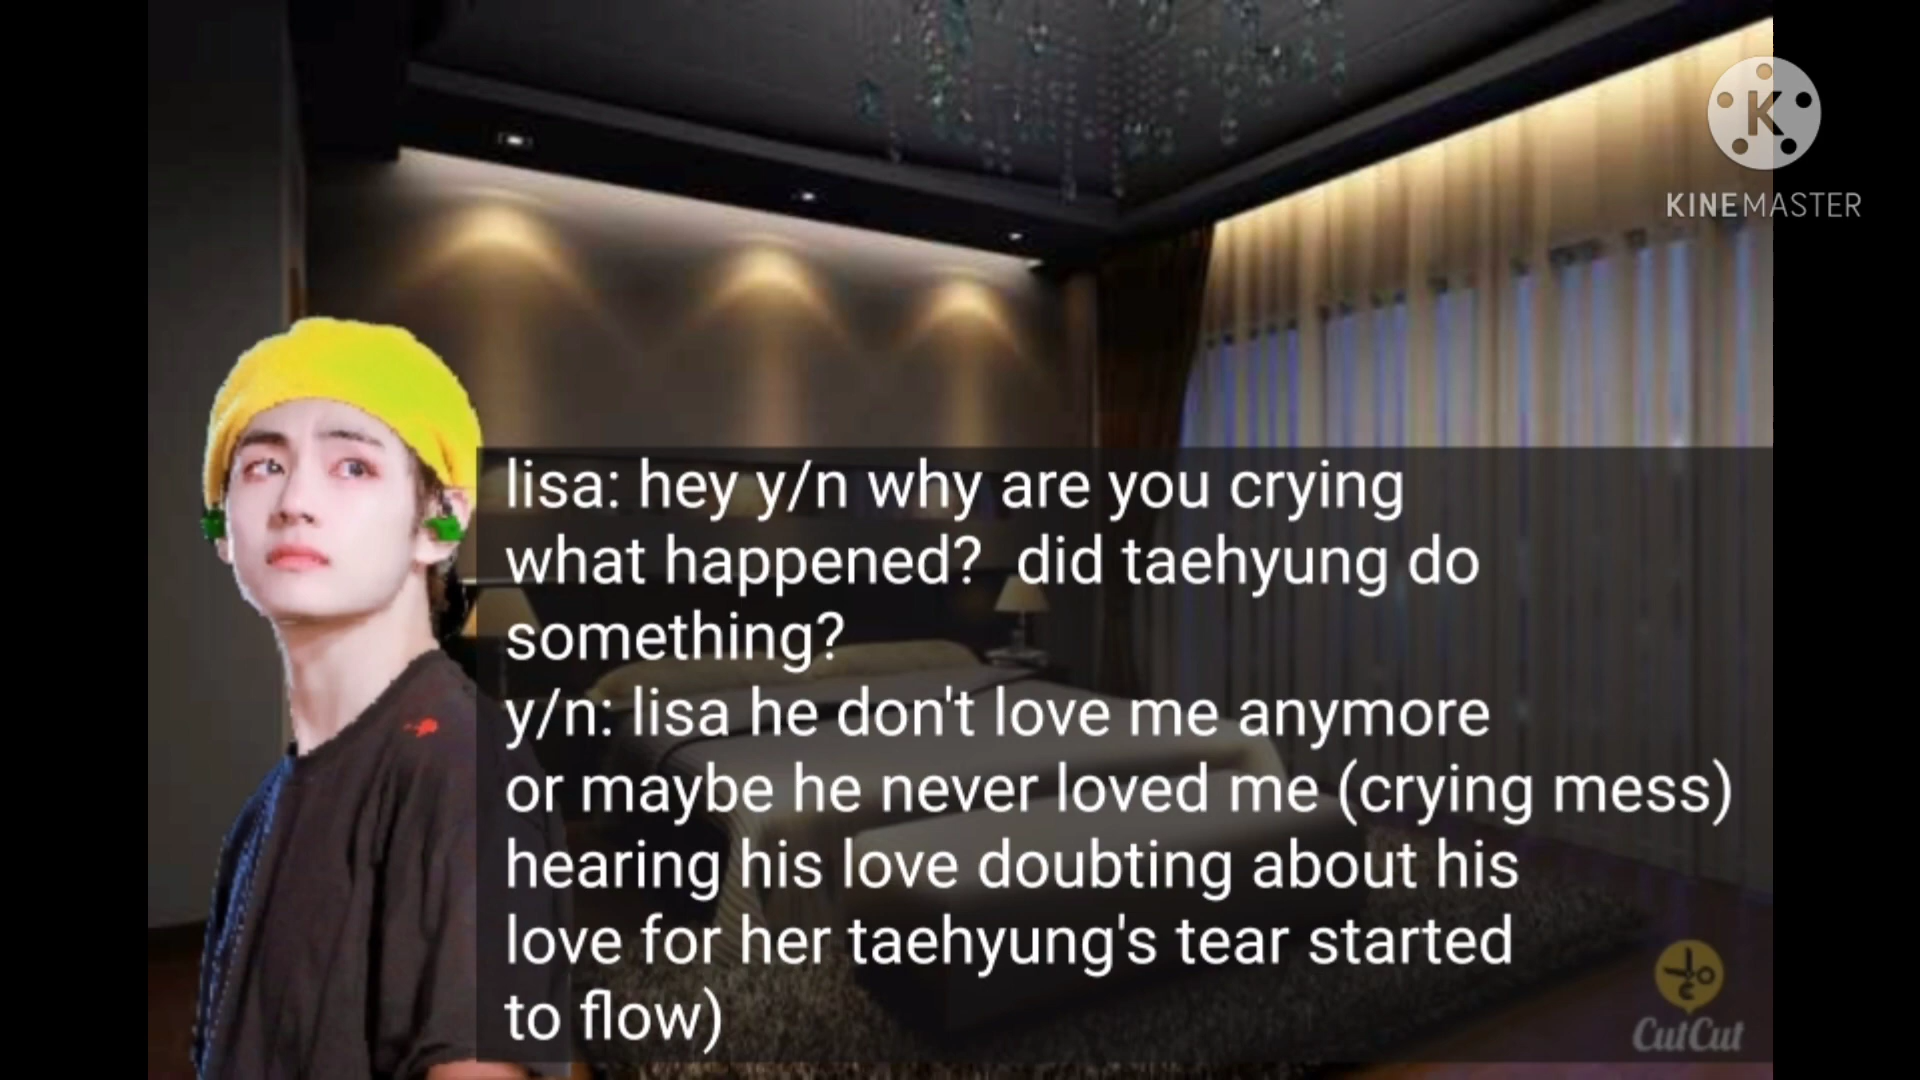 K
KINEMASTER
lisa: hey y/n why are you crying
what happened?  did taehyung do
something?
y/n: lisa he don't love me anymore
or maybe he never loved me (crying mess)
hearing his love doubting about his
love for her taehyung's tear started
to flow)
CutCut